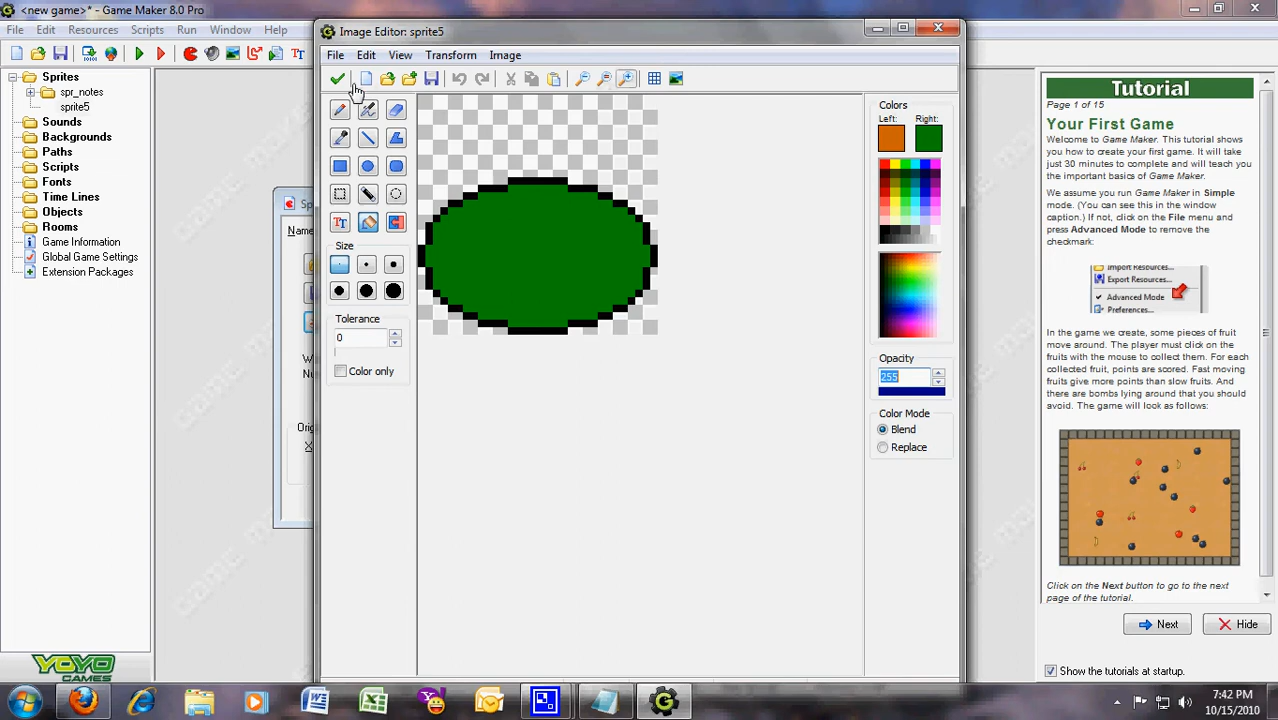 <new game>* - Game Maker 8.0 Pro
File Edit Resources Scripts Run Window Help
Sprites
spr_notes
sprite5
Sounds
Backgrounds
Paths
Scripts
Fonts
Time Lines
Objects
Rooms
Game Information
Global Game Settings
Extension Packages
YOYO
GAMES
Image Editor: sprite5
File Edit View Transform Image
Size
Tolerance
0
Color only
Colors
Left: Right:
Opacity
255
Color Mode
Blend
Replace
Tutorial
Page 1 of 15
Your First Game
Welcome to Game Maker. This tutorial shows
you how to create your first game. It will take
just 30 minutes to complete and will teach you
the important basics of Game Maker.
We assume you run Game Maker in Simple
mode. (You can see this in the window
caption.) If not, click on the File menu and
press Advanced Mode to remove the
checkmark:
Import Resources...
Export Resources...
Advanced Mode
Preferences...
In the game we create, some pieces of fruit
move around. The player must click on the
fruits with the mouse to collect them. For each
collected fruit, points are scored. Fast moving
fruits give more points than slow fruits. And
there are bombs lying around that you should
avoid. The game will look as follows:
Click on the Next button to go to the next
page of the tutorial.
Next Hide
Show the tutorials at startup.
7:42 PM
10/15/2010